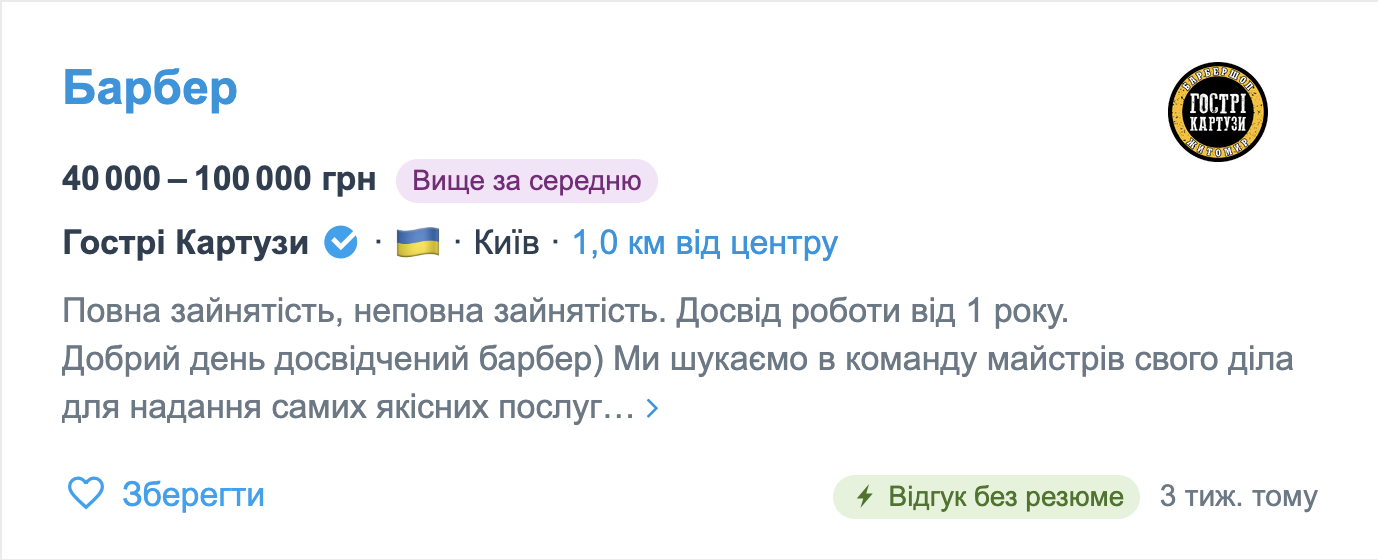 Барбер
БАРБЕРШОП
ГОСТРІ
КАРТУЗИ
ЖИТОМИР
40 000 – 100 000 грн Вище за середню
Гострі Картузи · · Київ · 1,0 км від центру
Повна зайнятість, неповна зайнятість. Досвід роботи від 1 року.
Добрий день досвідчений барбер) Ми шукаємо в команду майстрів свого діла
для надання самих якісних послуг…
Зберегти Відгук без резюме 3 тиж. тому